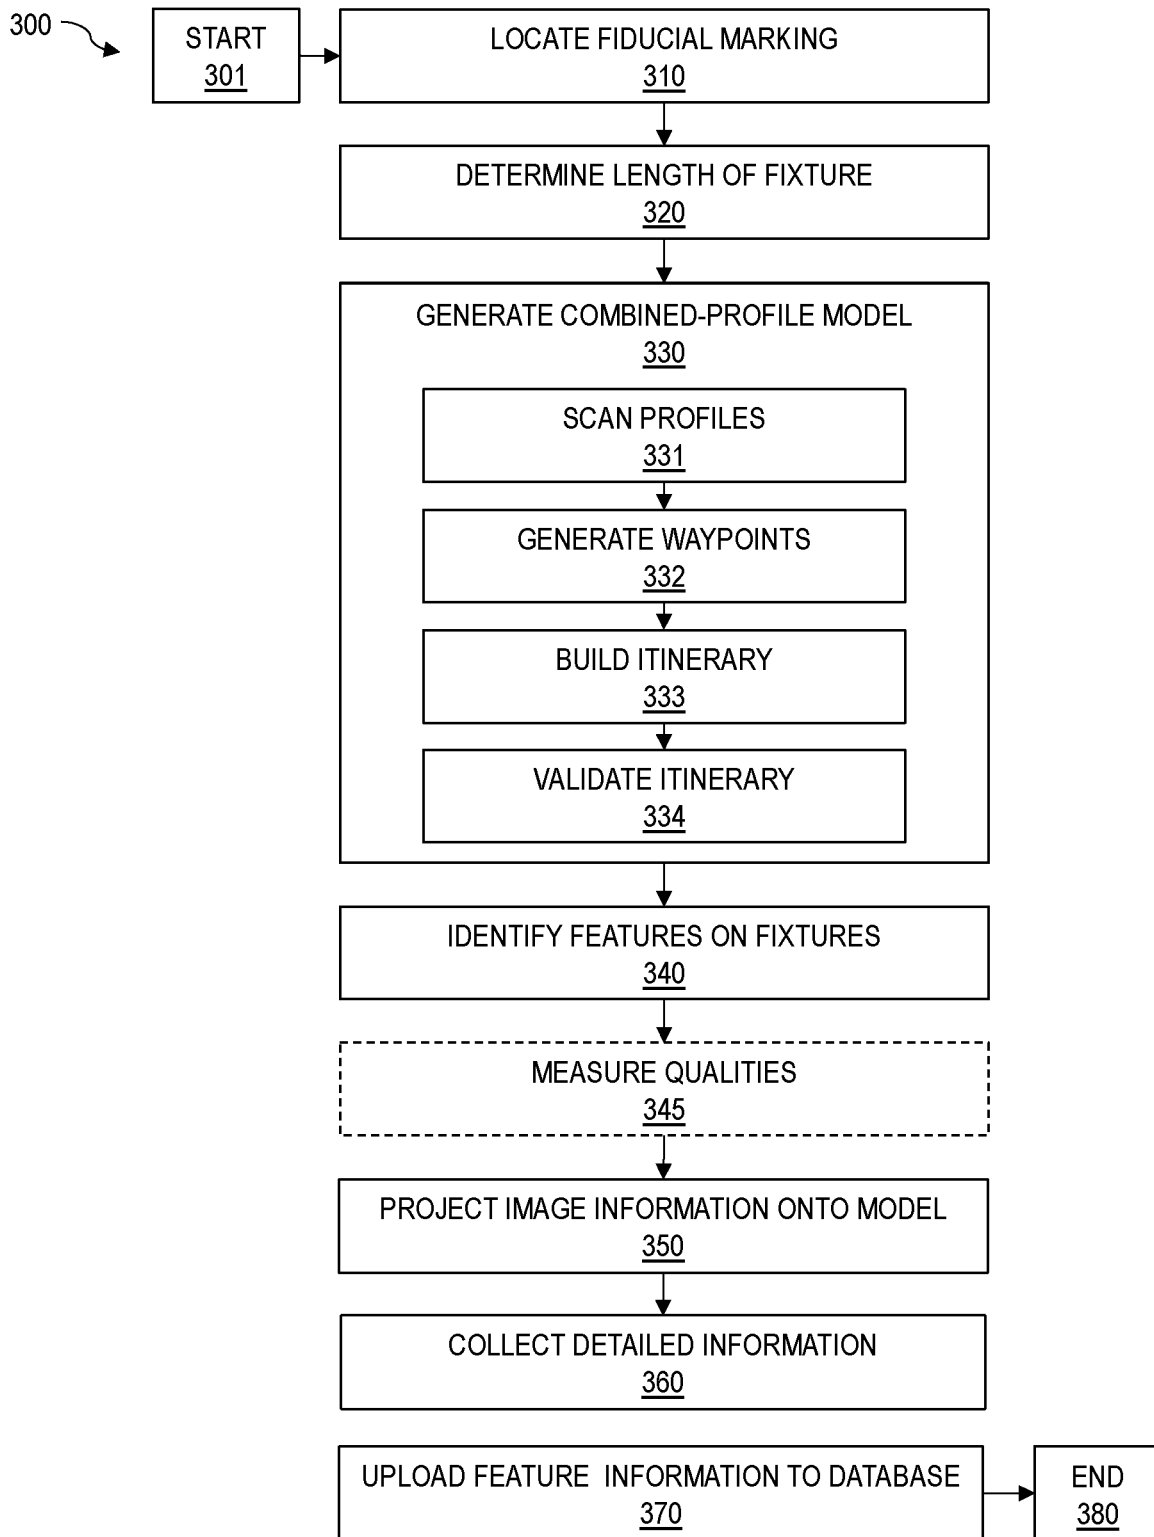 300
START
301
LOCATE FIDUCIAL MARKING
310
DETERMINE LENGTH OF FIXTURE
320
GENERATE COMBINED-PROFILE MODEL
330
SCAN PROFILES
331
GENERATE WAYPOINTS
332
BUILD ITINERARY
333
VALIDATE ITINERARY
334
IDENTIFY FEATURES ON FIXTURES
340
MEASURE QUALITIES
345
PROJECT IMAGE INFORMATION ONTO MODEL
350
COLLECT DETAILED INFORMATION
360
UPLOAD FEATURE INFORMATION TO DATABASE
370
END
380